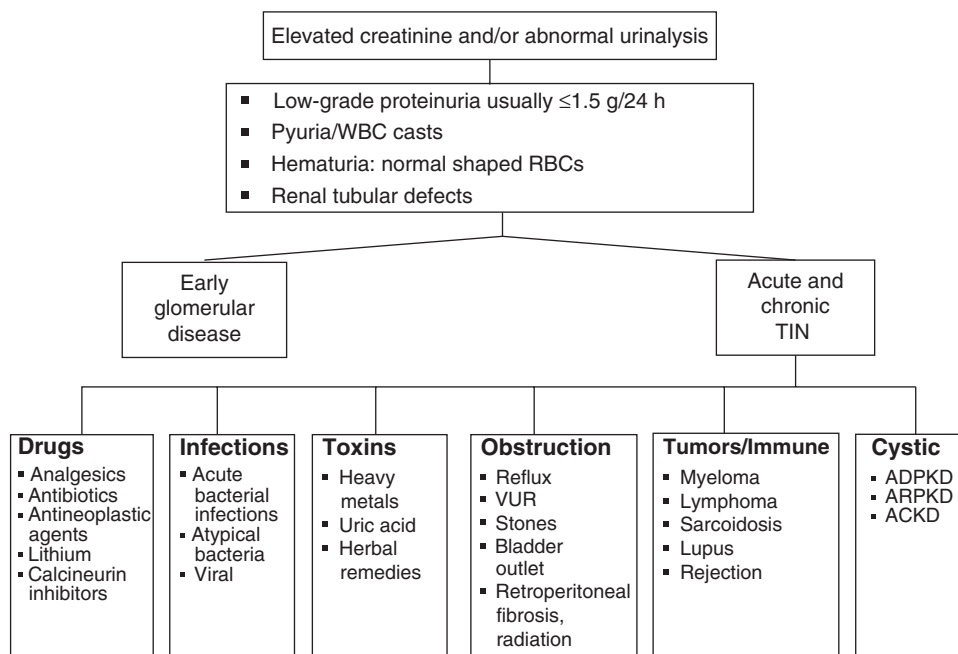 Elevated creatinine and/or abnormal urinalysis
▪ Low-grade proteinuria usually ≤1.5 g/24 h
▪ Pyuria/WBC casts
▪ Hematuria: normal shaped RBCs
▪ Renal tubular defects
Early
glomerular
disease
Acute and
chronic
TIN
Drugs
▪ Analgesics
▪ Antibiotics
▪ Antineoplastic
agents
▪ Lithium
▪ Calcineurin
inhibitors
Infections
▪ Acute
bacterial
infections
▪ Atypical
bacteria
▪ Viral
Toxins
▪ Heavy
metals
▪ Uric acid
▪ Herbal
remedies
Obstruction
▪ Reflux
▪ VUR
▪ Stones
▪ Bladder
outlet
▪ Retroperitoneal
fibrosis,
radiation
Tumors/Immune
▪ Myeloma
▪ Lymphoma
▪ Sarcoidosis
▪ Lupus
▪ Rejection
Cystic
▪ ADPKD
▪ ARPKD
▪ ACKD